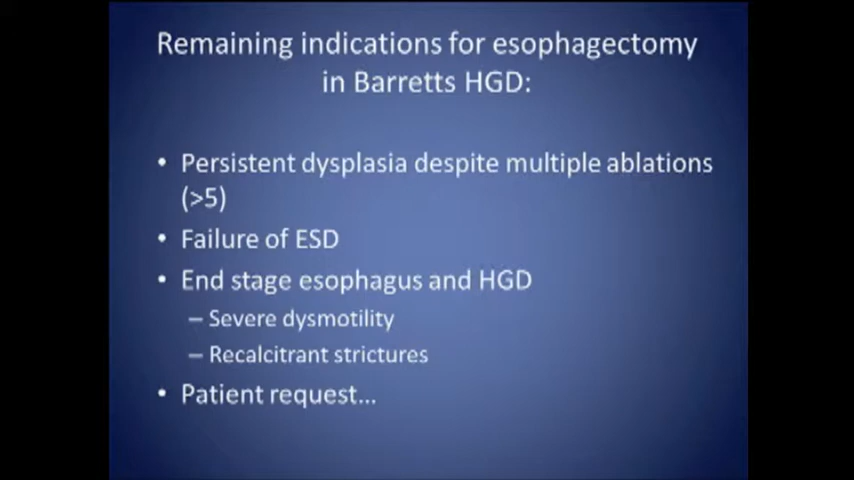 Remaining indications for esophagectomy
in Barretts HGD:
• Persistent dysplasia despite multiple ablations
(>5)
• Failure of ESD
• End stage esophagus and HGD
– Severe dysmotility
– Recalcitrant strictures
• Patient request...